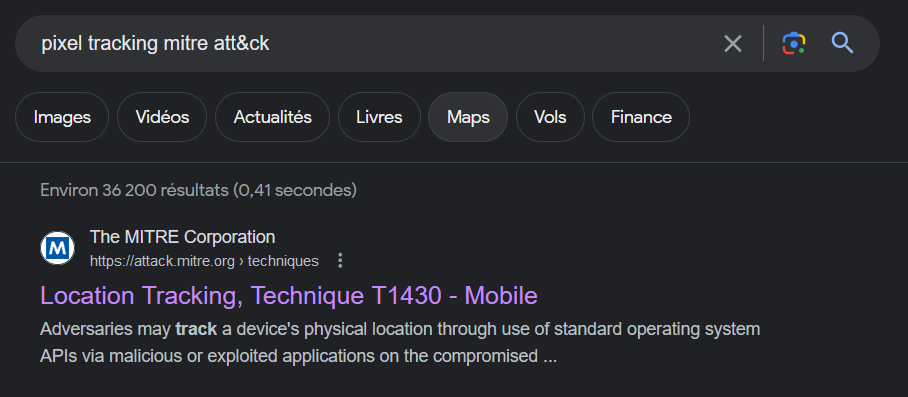 pixel tracking mitre att&ck
Images Vidéos Actualités Livres Maps Vols Finance
Environ 36 200 résultats (0,41 secondes)
M
The MITRE Corporation
https://attack.mitre.org › techniques
Location Tracking, Technique T1430 - Mobile
Adversaries may track a device's physical location through use of standard operating system
APIs via malicious or exploited applications on the compromised ...